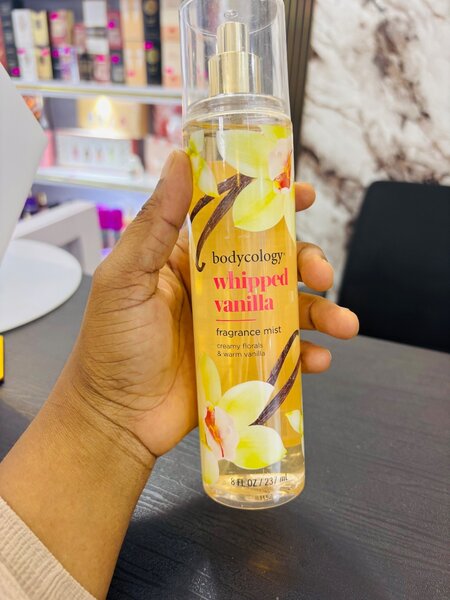 bodycology
whipped
vanilla
fragrance mist
creamy florals
& warm vanilla
8 FL OZ / 237 ml